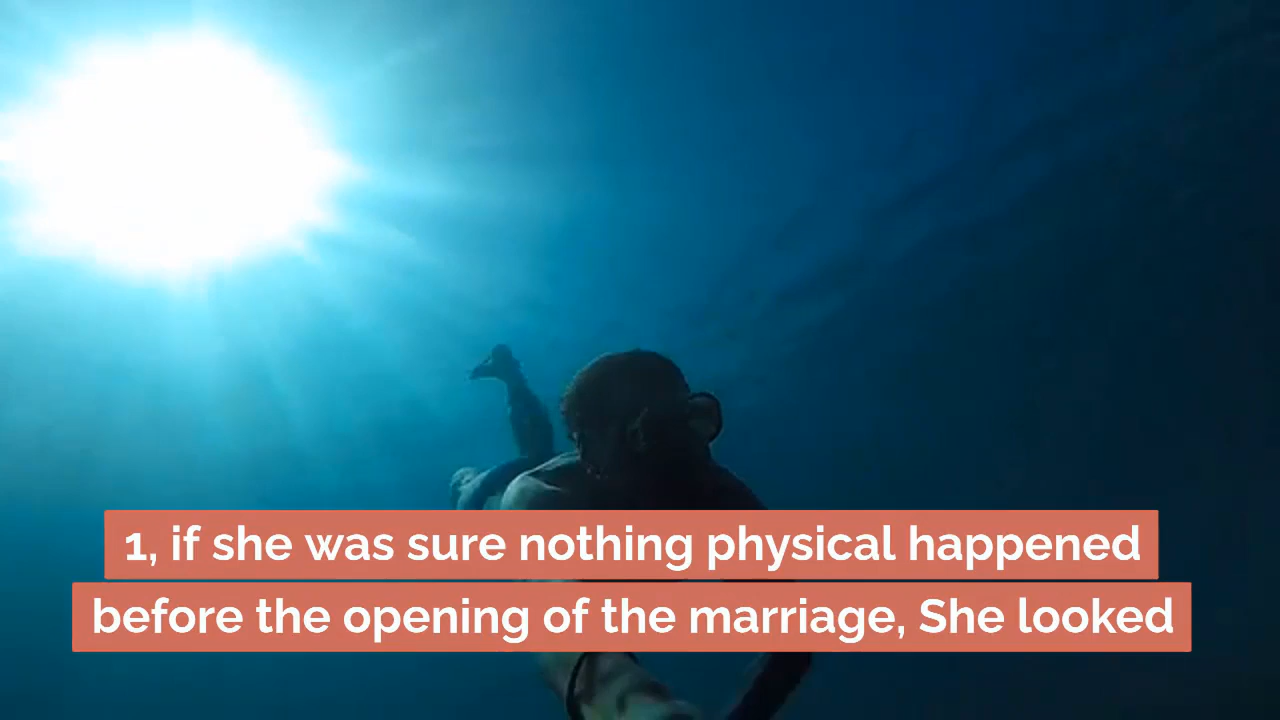 1, if she was sure nothing physical happened
before the opening of the marriage, She looked